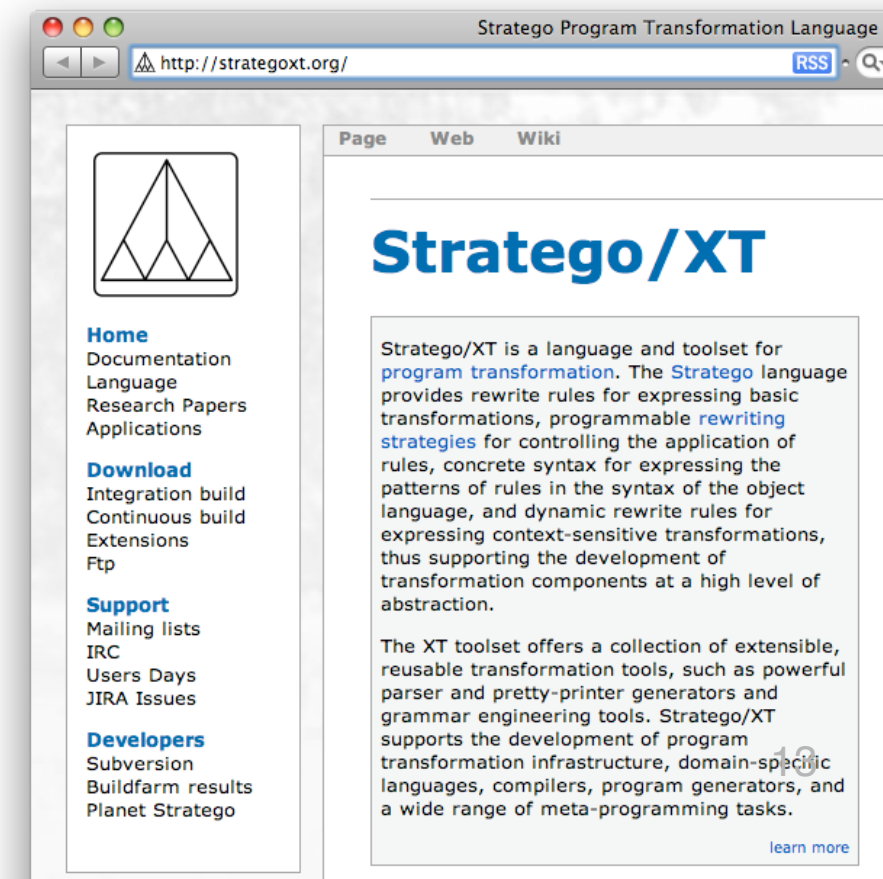 Stratego Program Transformation Language
http://strategoxt.org/
RSS
Page Web Wiki
Home
Documentation
Language
Research Papers
Applications
Download
Integration build
Continuous build
Extensions
Ftp
Support
Mailing lists
IRC
Users Days
JIRA Issues
Developers
Subversion
Buildfarm results
Planet Stratego
Stratego/XT
Stratego/XT is a language and toolset for
program transformation. The Stratego language
provides rewrite rules for expressing basic
transformations, programmable rewriting
strategies for controlling the application of
rules, concrete syntax for expressing the
patterns of rules in the syntax of the object
language, and dynamic rewrite rules for
expressing context-sensitive transformations,
thus supporting the development of
transformation components at a high level of
abstraction.
The XT toolset offers a collection of extensible,
reusable transformation tools, such as powerful
parser and pretty-printer generators and
grammar engineering tools. Stratego/XT
supports the development of program
transformation infrastructure, domain-specific
languages, compilers, program generators, and
a wide range of meta-programming tasks.
learn more
13